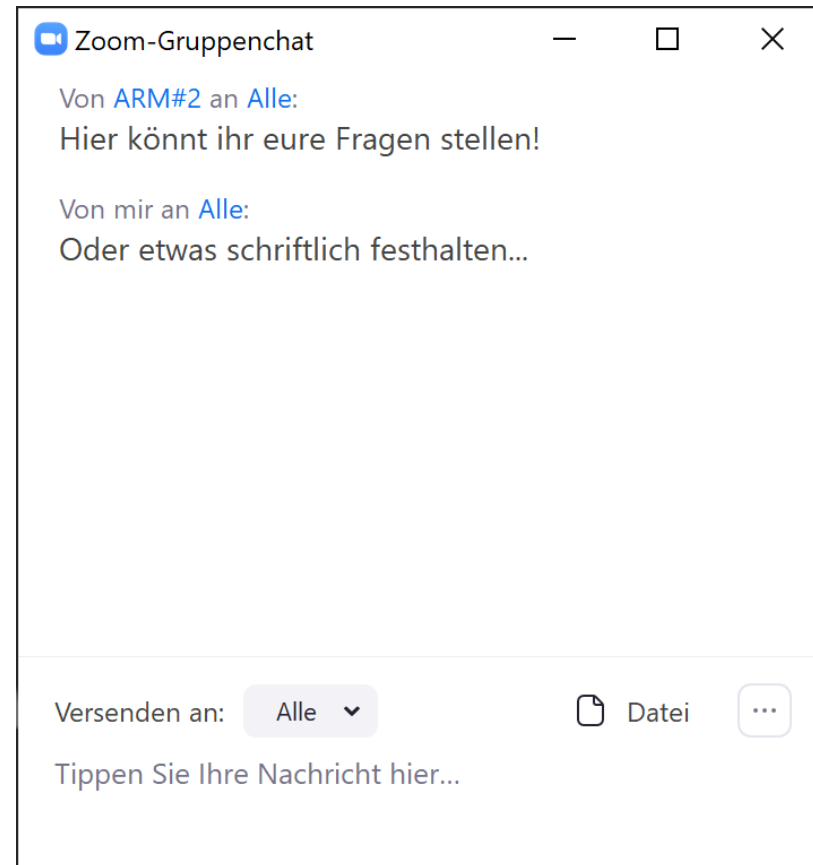 Zoom-Gruppenchat
Von ARM#2 an Alle:
Hier könnt ihr eure Fragen stellen!
Von mir an Alle:
Oder etwas schriftlich festhalten...
Versenden an: Alle Datei ...
Tippen Sie Ihre Nachricht hier...